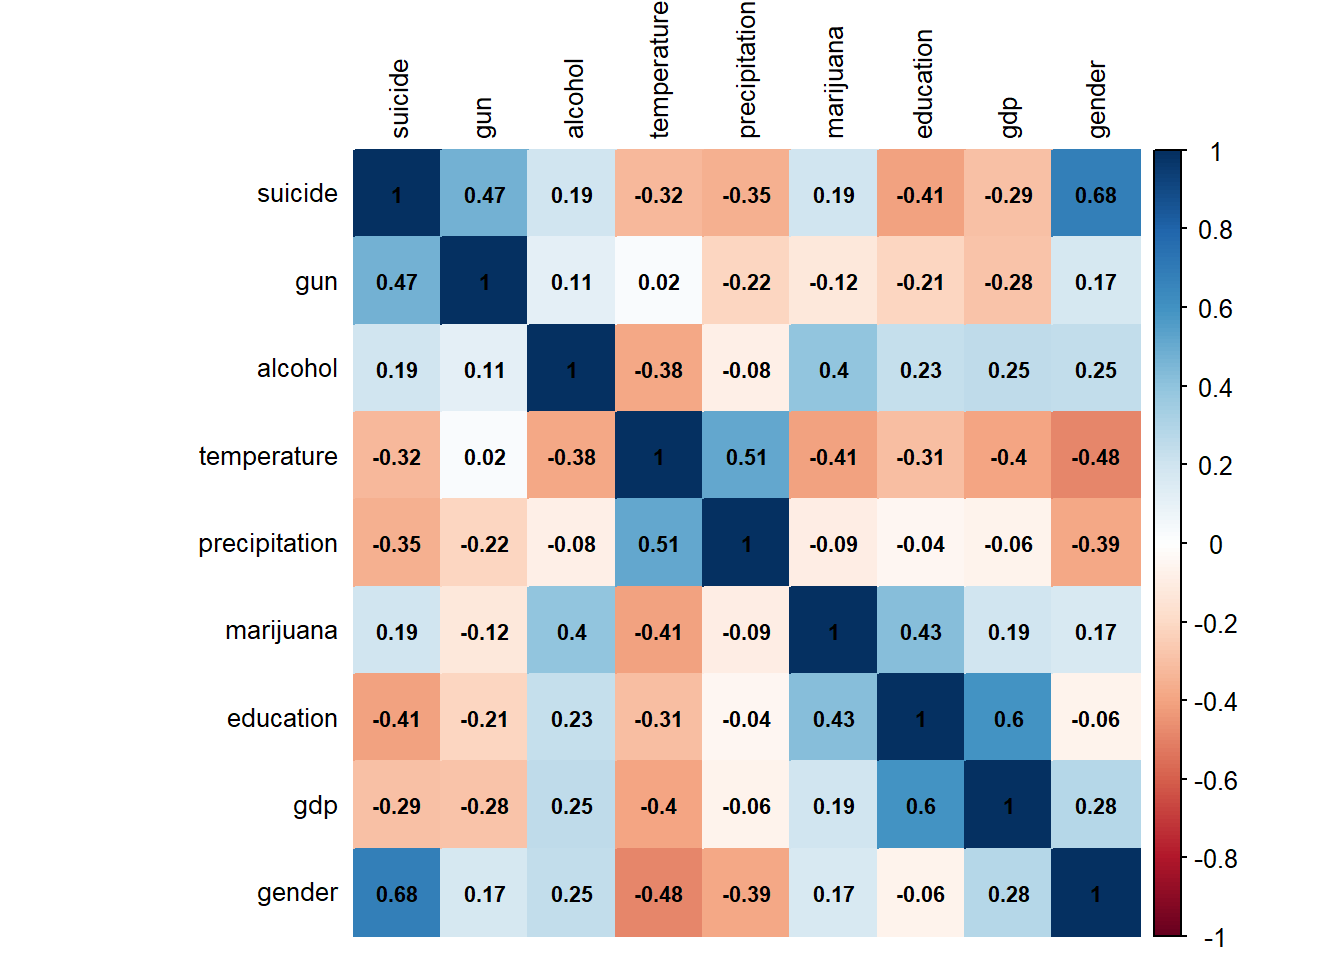 suicide gun alcohol temperature precipitation marijuana education gdp gender
suicide 1 0.47 0.19 -0.32 -0.35 0.19 -0.41 -0.29 0.68
gun 0.47 1 0.11 0.02 -0.22 -0.12 -0.21 -0.28 0.17
alcohol 0.19 0.11 1 -0.38 -0.08 0.4 0.23 0.25 0.25
temperature -0.32 0.02 -0.38 1 0.51 -0.41 -0.31 -0.4 -0.48
precipitation -0.35 -0.22 -0.08 0.51 1 -0.09 -0.04 -0.06 -0.39
marijuana 0.19 -0.12 0.4 -0.41 -0.09 1 0.43 0.19 0.17
education -0.41 -0.21 0.23 -0.31 -0.04 0.43 1 0.6 -0.06
gdp -0.29 -0.28 0.25 -0.4 -0.06 0.19 0.6 1 0.28
gender 0.68 0.17 0.25 -0.48 -0.39 0.17 -0.06 0.28 1
1
0.8
0.6
0.4
0.2
0
-0.2
-0.4
-0.6
-0.8
-1